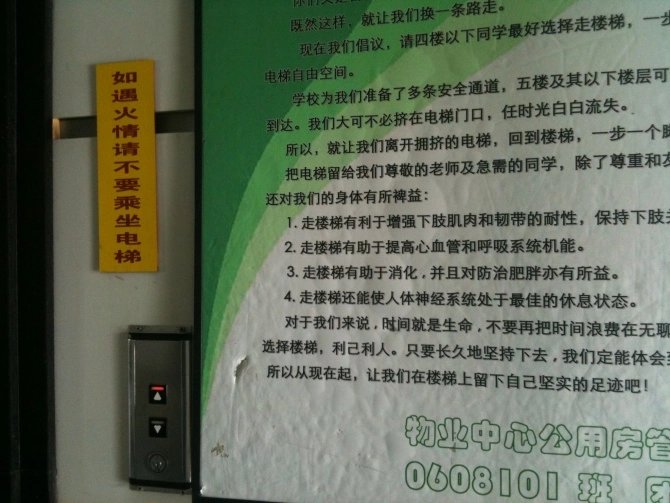 如遇火情请不要乘坐电梯
既然这样，就让我们换一条路走。
现在我们倡议，请四楼以下同学最好选择走楼梯，一步
电梯自由空间。
学校为我们准备了多条安全通道，五楼及其以下楼层可
到达。我们大可不必挤在电梯门口，任时光白白流失。
所以，就让我们离开拥挤的电梯，回到楼梯，一步一个脚
把电梯留给我们尊敬的老师及急需的同学，除了尊重和友
还对我们的身体有所裨益：
1.走楼梯有利于增强下肢肌肉和韧带的耐性，保持下肢关
2.走楼梯有助于提高心血管和呼吸系统机能。
3.走楼梯有助于消化，并且对防治肥胖亦有所益。
4.走楼梯还能使人体神经系统处于最佳的休息状态。
对于我们来说，时间就是生命，不要再把时间浪费在无聊
选择楼梯，利己利人。只要长久地坚持下去，我们定能体会到
所以从现在起，让我们在楼梯上留下自己坚实的足迹吧！
物业中心公用房管
0608101 班 团